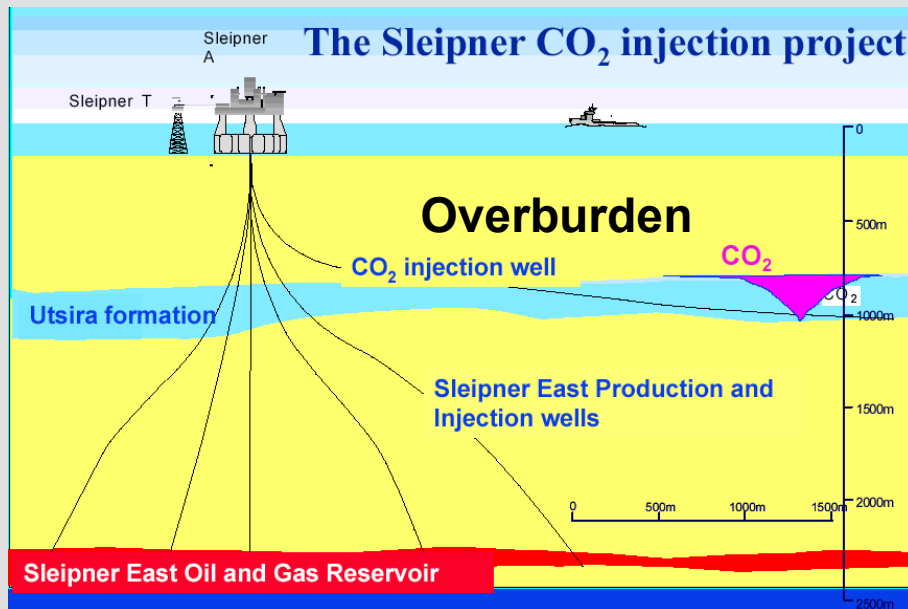 The Sleipner CO₂ injection project
Sleipner
A
Sleipner T
0
500m
1000m
1500m
2000m
2500m
Overburden
CO₂ injection well
CO₂
CO₂
Utsira formation
Sleipner East Production and
Injection wells
0 500m 1000m 1500m
Sleipner East Oil and Gas Reservoir